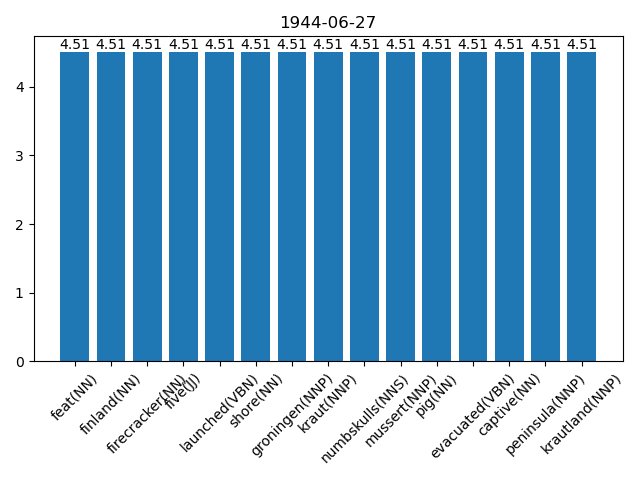 1944-06-27
4.51 4.51 4.51 4.51 4.51 4.51 4.51 4.51 4.51 4.51 4.51 4.51 4.51 4.51 4.51
4
3
2
1
0
feat(NN)
finland(NN)
firecracker(NN)
five(JJ)
launched(VBN)
shore(NN)
groningen(NNP)
kraut(NNP)
numbskulls(NNS)
mussert(NNP)
pig(NN)
evacuated(VBN)
captive(NN)
peninsula(NNP)
krautland(NNP)